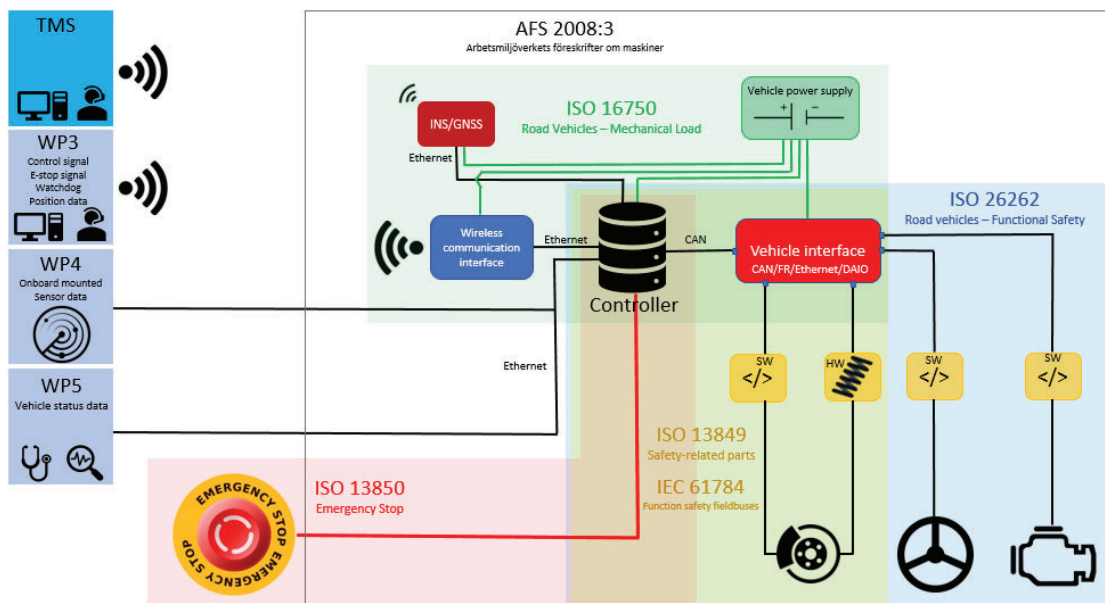 TMS
WP3
Control signal
E-stop signal
Watchdog
Position data
WP4
Onboard mounted
Sensor data
WP5
Vehicle status data
AFS 2008:3
Arbetsmiljöverkets föreskrifter om maskiner
INS/GNSS
Ethernet
ISO 16750
Road Vehicles – Mechanical Load
Vehicle power supply
+ −
Wireless
communication
interface
Ethernet
Controller
CAN
Vehicle interface
CAN/FR/Ethernet/DAIO
ISO 26262
Road vehicles – Functional Safety
Ethernet
SW
</>
HW
SW
</>
SW
</>
ISO 13849
Safety-related parts
IEC 61784
Function safety fieldbuses
ISO 13850
Emergency Stop
EMERGENCY STOP
EMERGENCY STOP